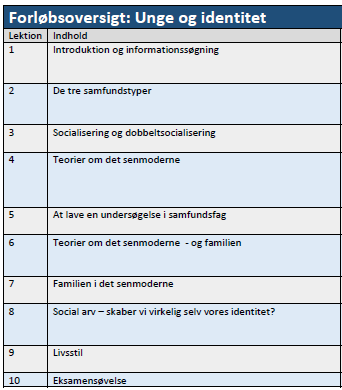 Forløbsoversigt: Unge og identitet
Lektion Indhold
1 Introduktion og informationssøgning
2 De tre samfundstyper
3 Socialisering og dobbeltsocialisering
4 Teorier om det senmoderne
5 At lave en undersøgelse i samfundsfag
6 Teorier om det senmoderne  - og familien
7 Familien i det senmoderne
8 Social arv – skaber vi virkelig selv vores identitet?
9 Livsstil
10 Eksamensøvelse